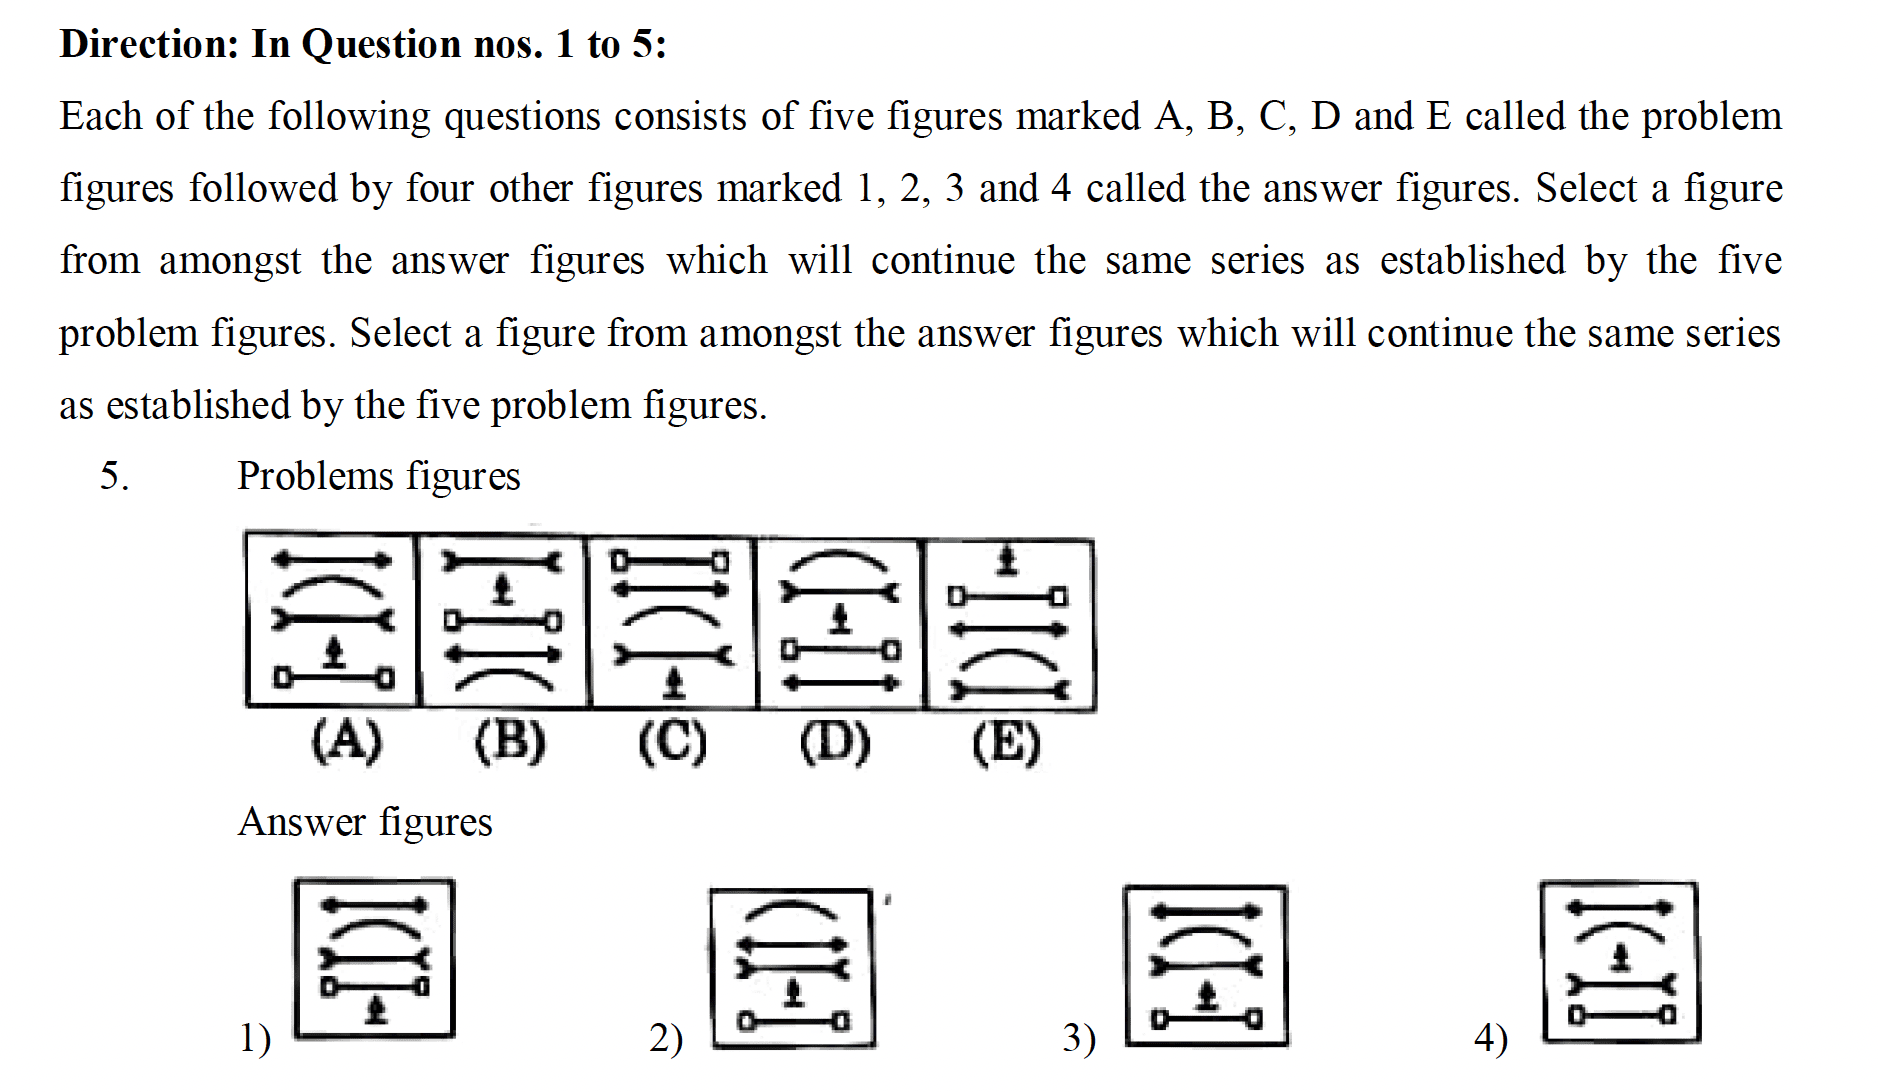 Direction: In Question nos. 1 to 5:
Each of the following questions consists of five figures marked A, B, C, D and E called the problem
figures followed by four other figures marked 1, 2, 3 and 4 called the answer figures. Select a figure
from amongst the answer figures which will continue the same series as established by the five
problem figures. Select a figure from amongst the answer figures which will continue the same series
as established by the five problem figures.
5. Problems figures
(A) (B) (C) (D) (E)
Answer figures
1) 2) 3) 4)